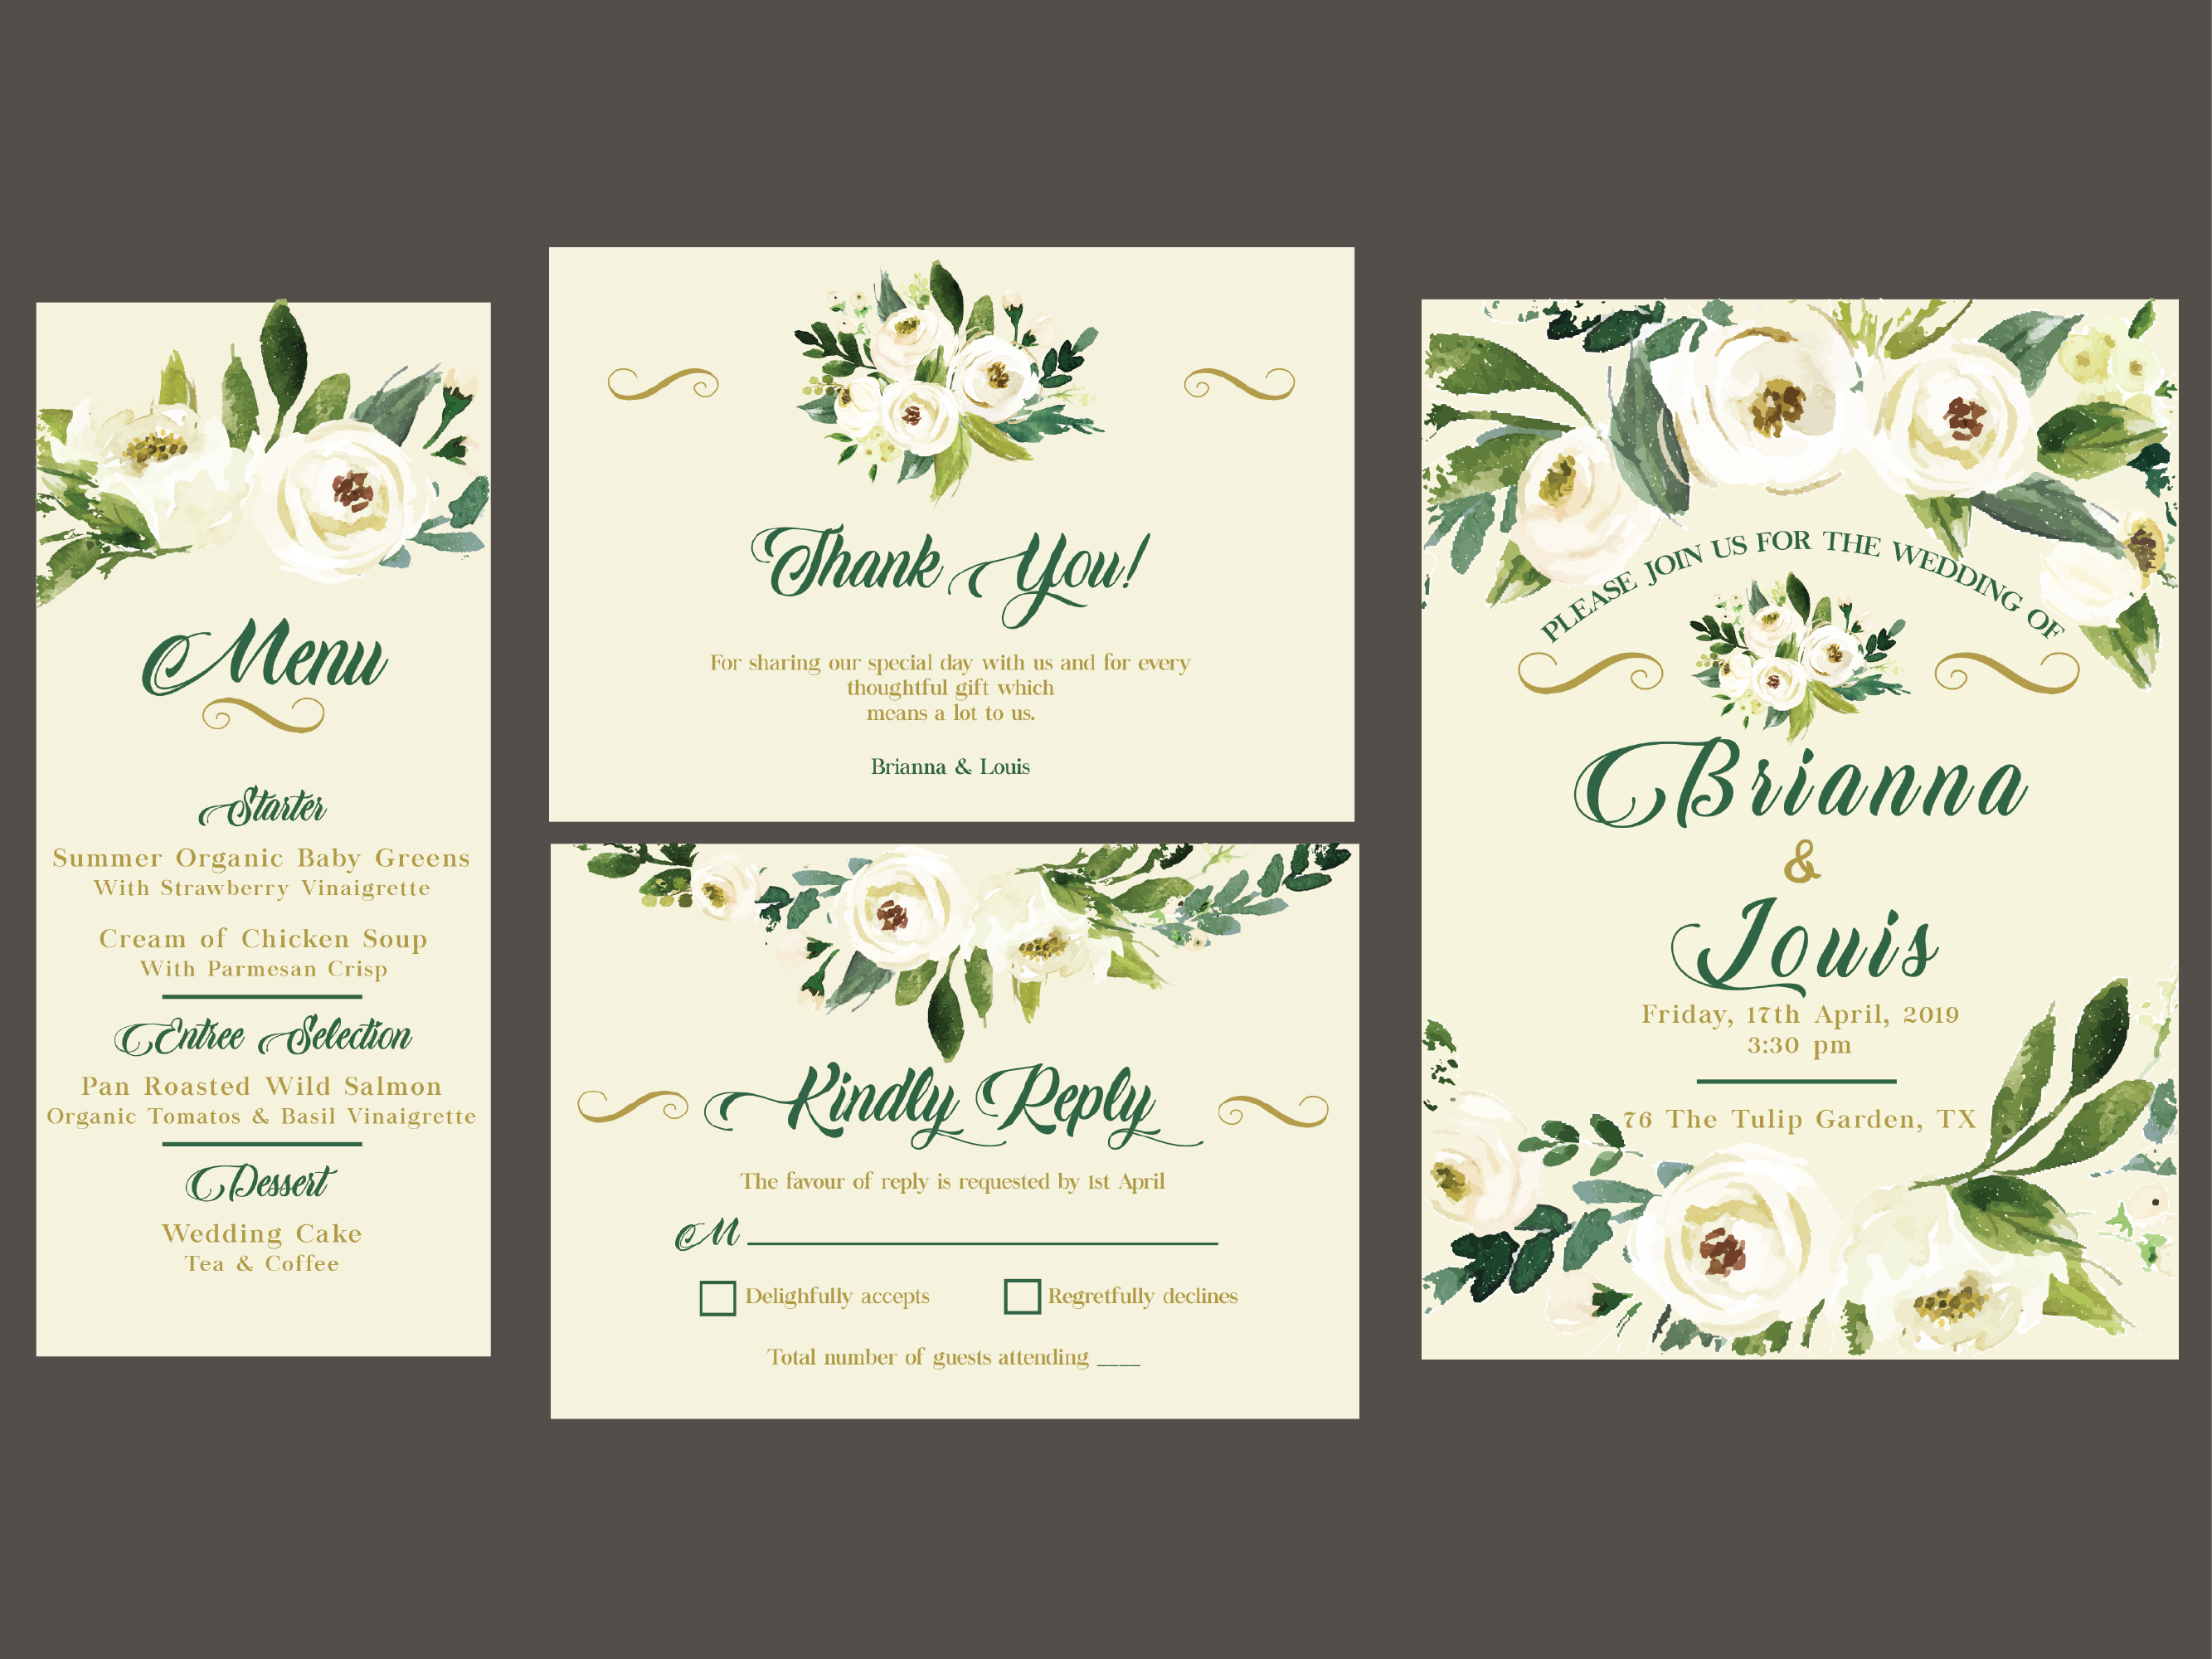 Menu
Starter
Summer Organic Baby Greens
With Strawberry Vinaigrette
Cream of Chicken Soup
With Parmesan Crisp
Entree Selection
Pan Roasted Wild Salmon
Organic Tomatos & Basil Vinaigrette
Dessert
Wedding Cake
Tea & Coffee
Thank You!
For sharing our special day with us and for every
thoughtful gift which
means a lot to us.
Brianna & Louis
Kindly Reply
The favour of reply is requested by 1st April
M
Delighfully accepts
Regretfully declines
Total number of guests attending ____
PLEASE JOIN US FOR THE WEDDING OF
Brianna
&
Louis
Friday, 17th April, 2019
3:30 pm
76 The Tulip Garden, TX